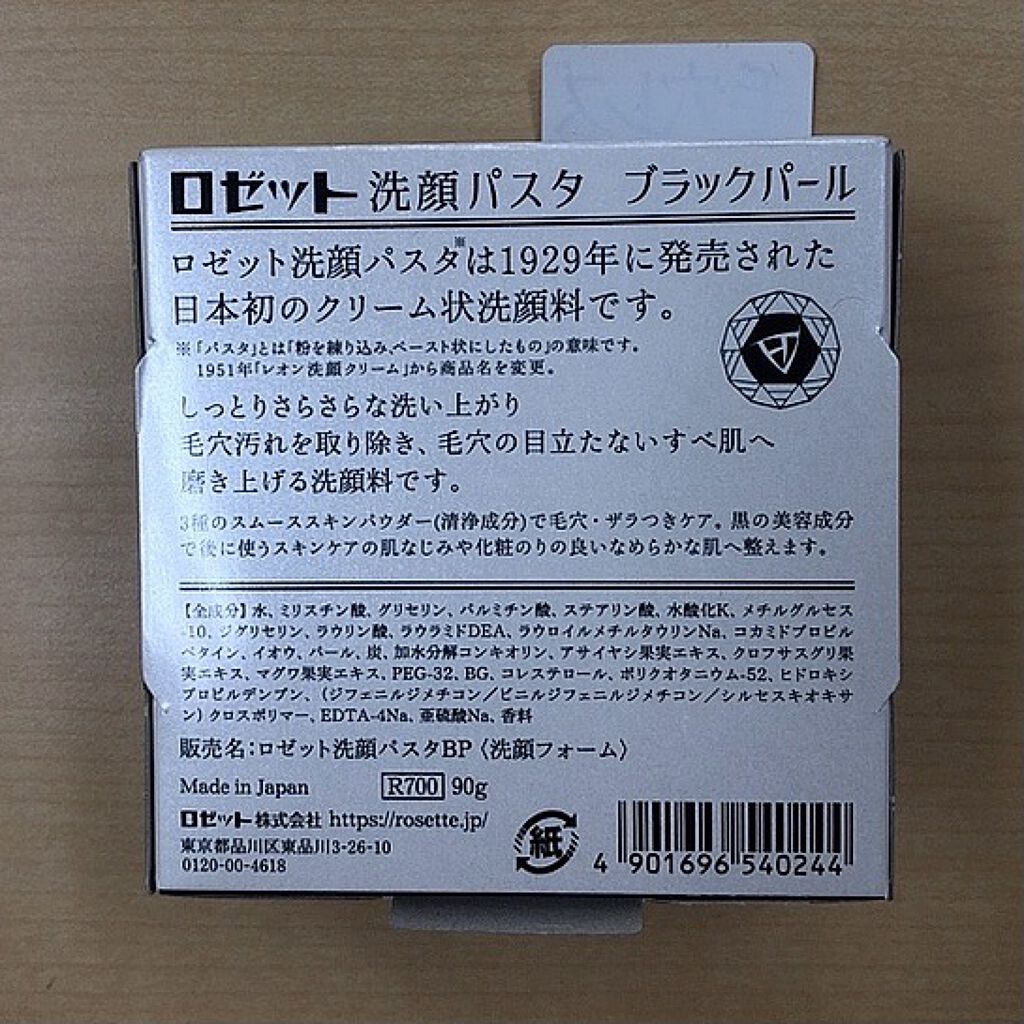 ロゼット 洗顔パスタ ブラックパール
ロゼット洗顔パスタ※は1929年に発売された
日本初のクリーム状洗顔料です。
※「パスタ」とは「粉を練り込み、ペースト状にしたもの」の意味です。
1951年「レオン洗顔クリーム」から商品名を変更。
しっとりさらさらな洗い上がり
毛穴汚れを取り除き、毛穴の目立たないすべ肌へ
磨き上げる洗顔料です。
3種のスムーススキンパウダー(清浄成分)で毛穴・ザラつきケア。黒の美容成分
で後に使うスキンケアの肌なじみや化粧のりの良いなめらかな肌へ整えます。
【全成分】水、ミリスチン酸、グリセリン、パルミチン酸、ステアリン酸、水酸化K、メチルグルセス
-10、ジグリセリン、ラウリン酸、ラウラミドDEA、ラウロイルメチルタウリンNa、コカミドプロピル
ベタイン、イオウ、パール、炭、加水分解コンキオリン、アサイヤシ果実エキス、クロフサスグリ果
実エキス、マグワ果実エキス、PEG-32、BG、コレステロール、ポリクオタニウム-52、ヒドロキシ
プロピルデンプン、(ジフェニルジメチコン/ビニルジフェニルジメチコン/シルセスキオキサ
ン)クロスポリマー、EDTA-4Na、亜硫酸Na、香料
販売名:ロゼット洗顔パスタBP〈洗顔フォーム〉
Made in Japan R700 90g
ロゼット株式会社 https://rosette.jp/
東京都品川区東品川3-26-10
0120-00-4618
紙
4 901696 540244